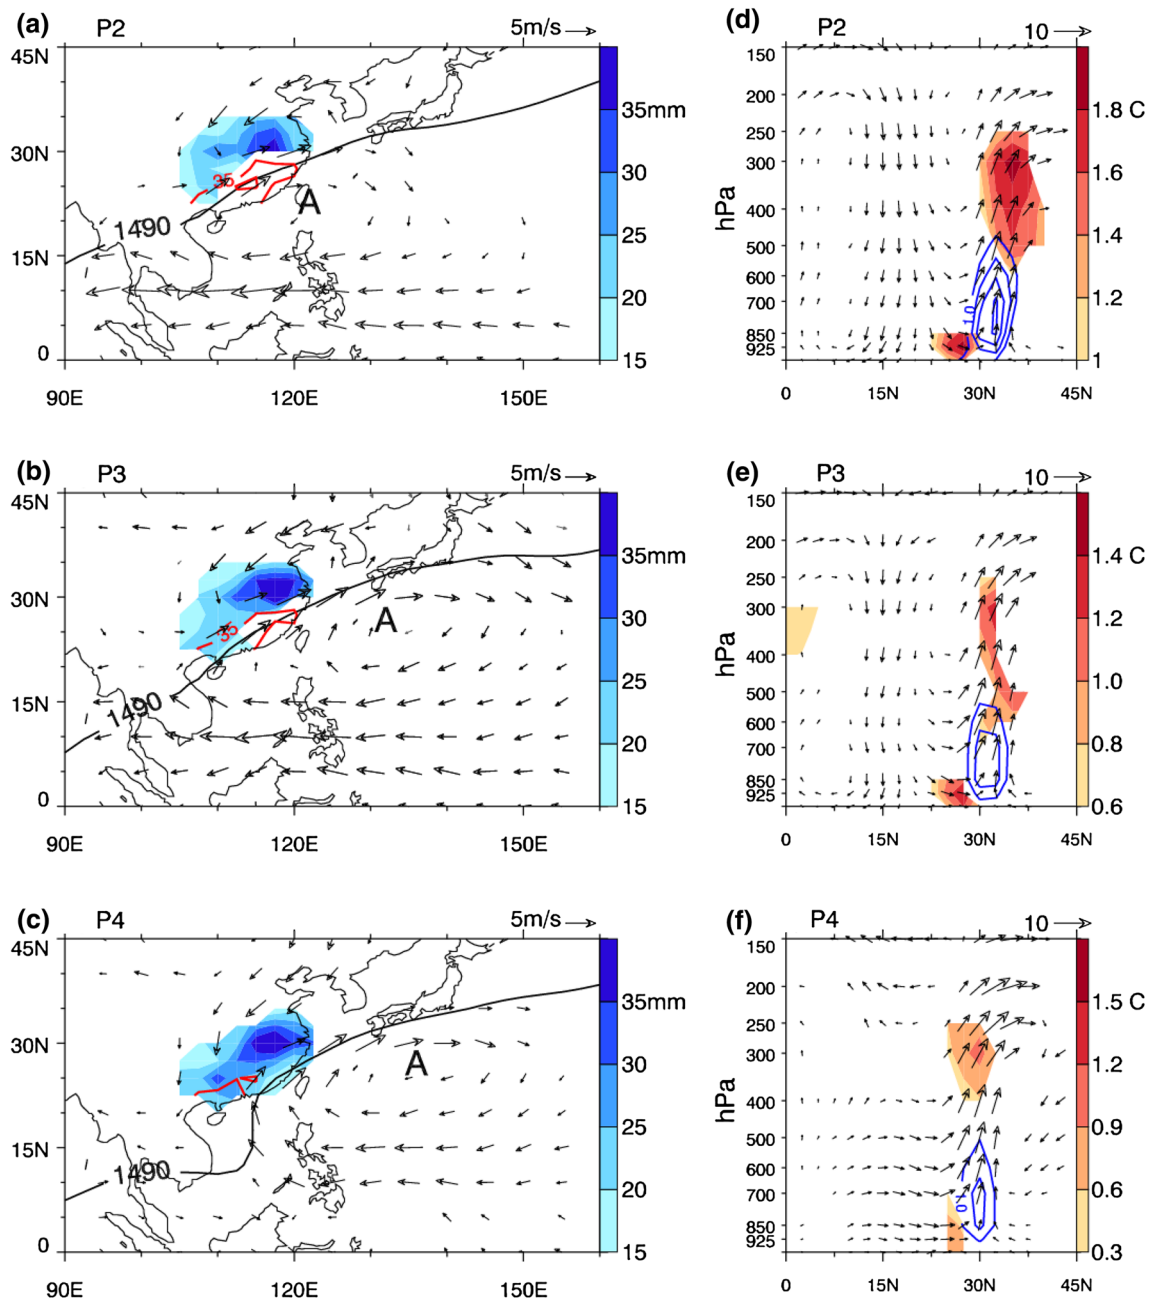 (a) P2 5m/s
45N
30N
15N
0
90E 120E 150E
35mm
30
25
20
15
35
1490
A
(d) P2 10
150
200
250
300
400
500
600
700
850
925
hPa
0 15N 30N 45N
1.8 C
1.6
1.4
1.2
1
1.0
(b) P3 5m/s
45N
30N
15N
0
90E 120E 150E
35mm
30
25
20
15
35
1490
A
(e) P3 10
150
200
250
300
400
500
600
700
850
925
hPa
0 15N 30N 45N
1.4 C
1.2
1.0
0.8
0.6
(c) P4 5m/s
45N
30N
15N
0
90E 120E 150E
35mm
30
25
20
15
1490
A
(f) P4 10
150
200
250
300
400
500
600
700
850
925
hPa
0 15N 30N 45N
1.5 C
1.2
0.9
0.6
0.3